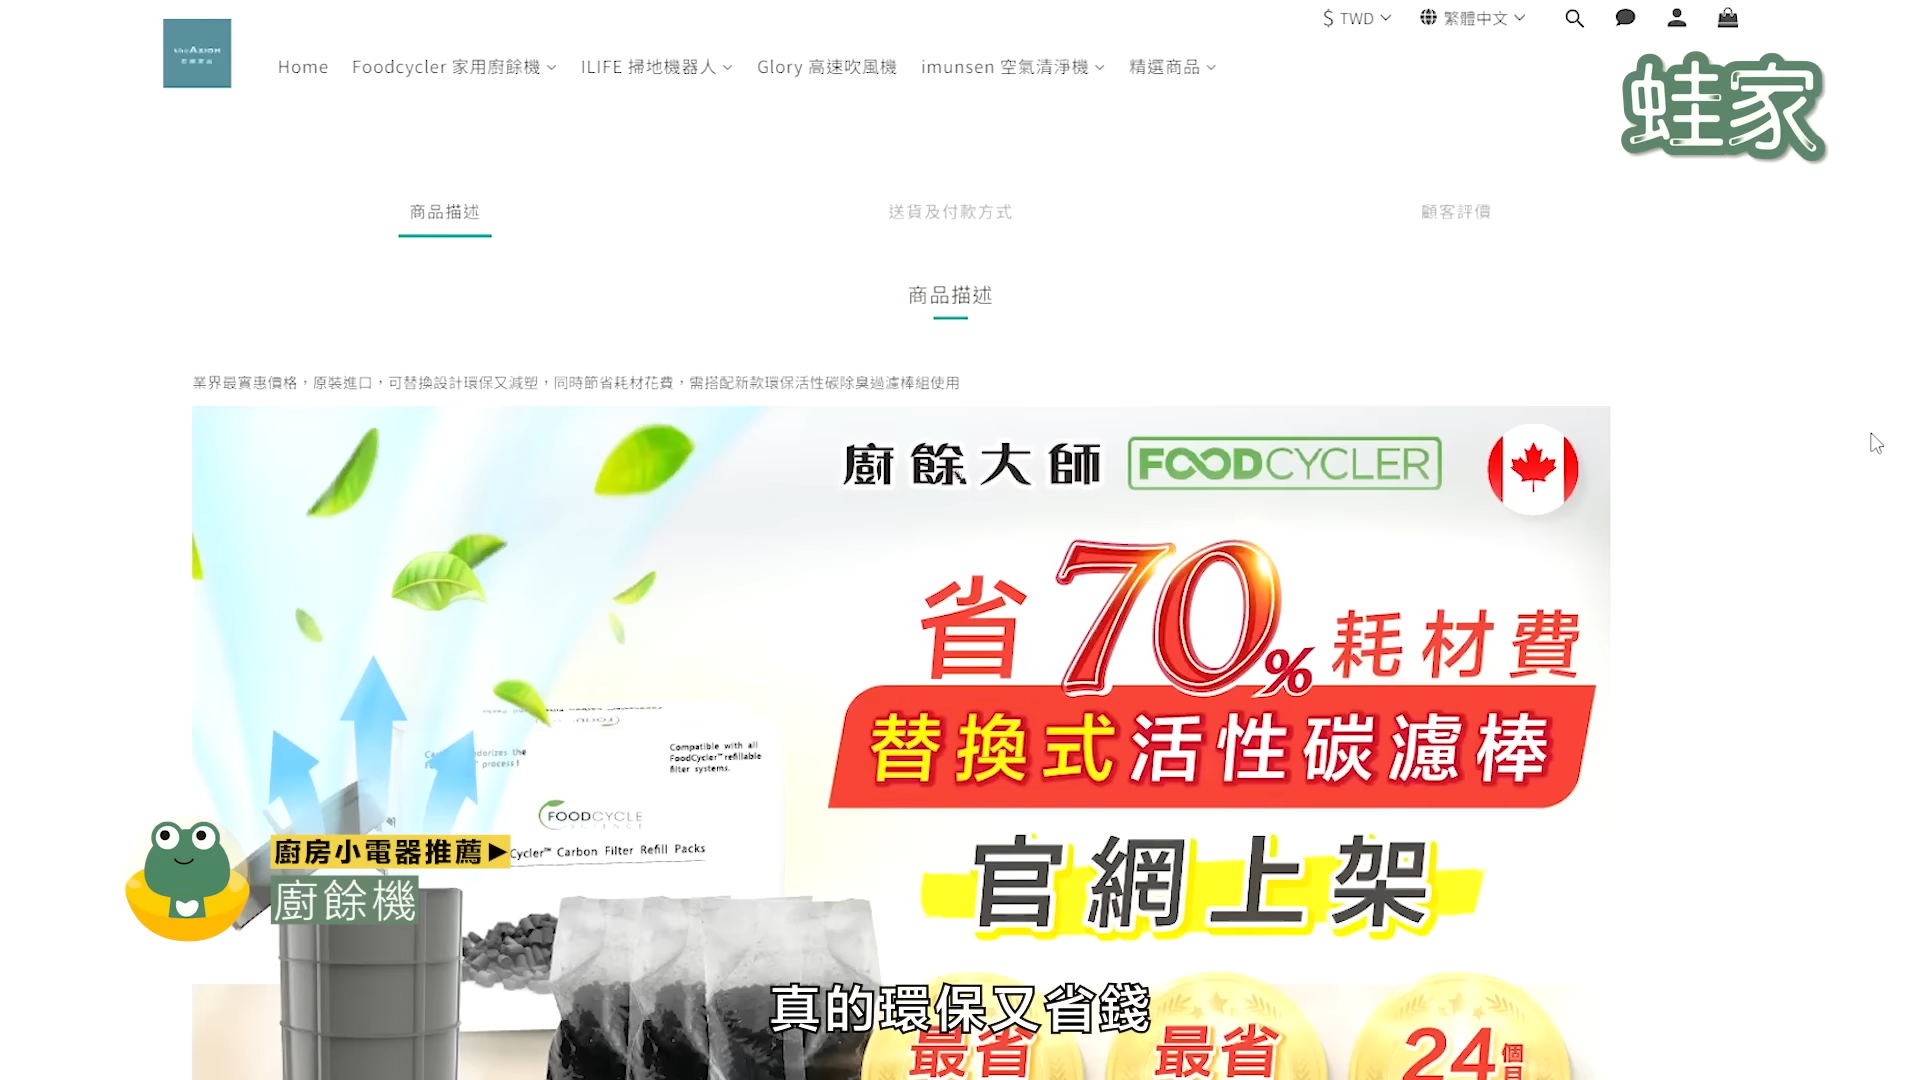 $ TWD
繁體中文
Home
Foodcycler 家用廚餘機
ILIFE 掃地機器人
Glory 高速吹風機
imunsen 空氣清淨機
精選商品
蛙家
商品描述
送貨及付款方式
顧客評價
商品描述
業界最實惠價格，原裝進口，可替換設計環保又減塑，同時節省耗材花費，需搭配新款環保活性碳除臭過濾棒組使用
廚餘大師 FOODCYCLER
省70%耗材費
替換式活性碳濾棒
官網上架
Compatible with all
FoodCycler™ refillable
filter systems.
FOODCYCLE
SCIENCE
Cycler™ Carbon Filter Refill Packs
廚房小電器推薦▶
廚餘機
真的環保又省錢
最省
最省
24個月